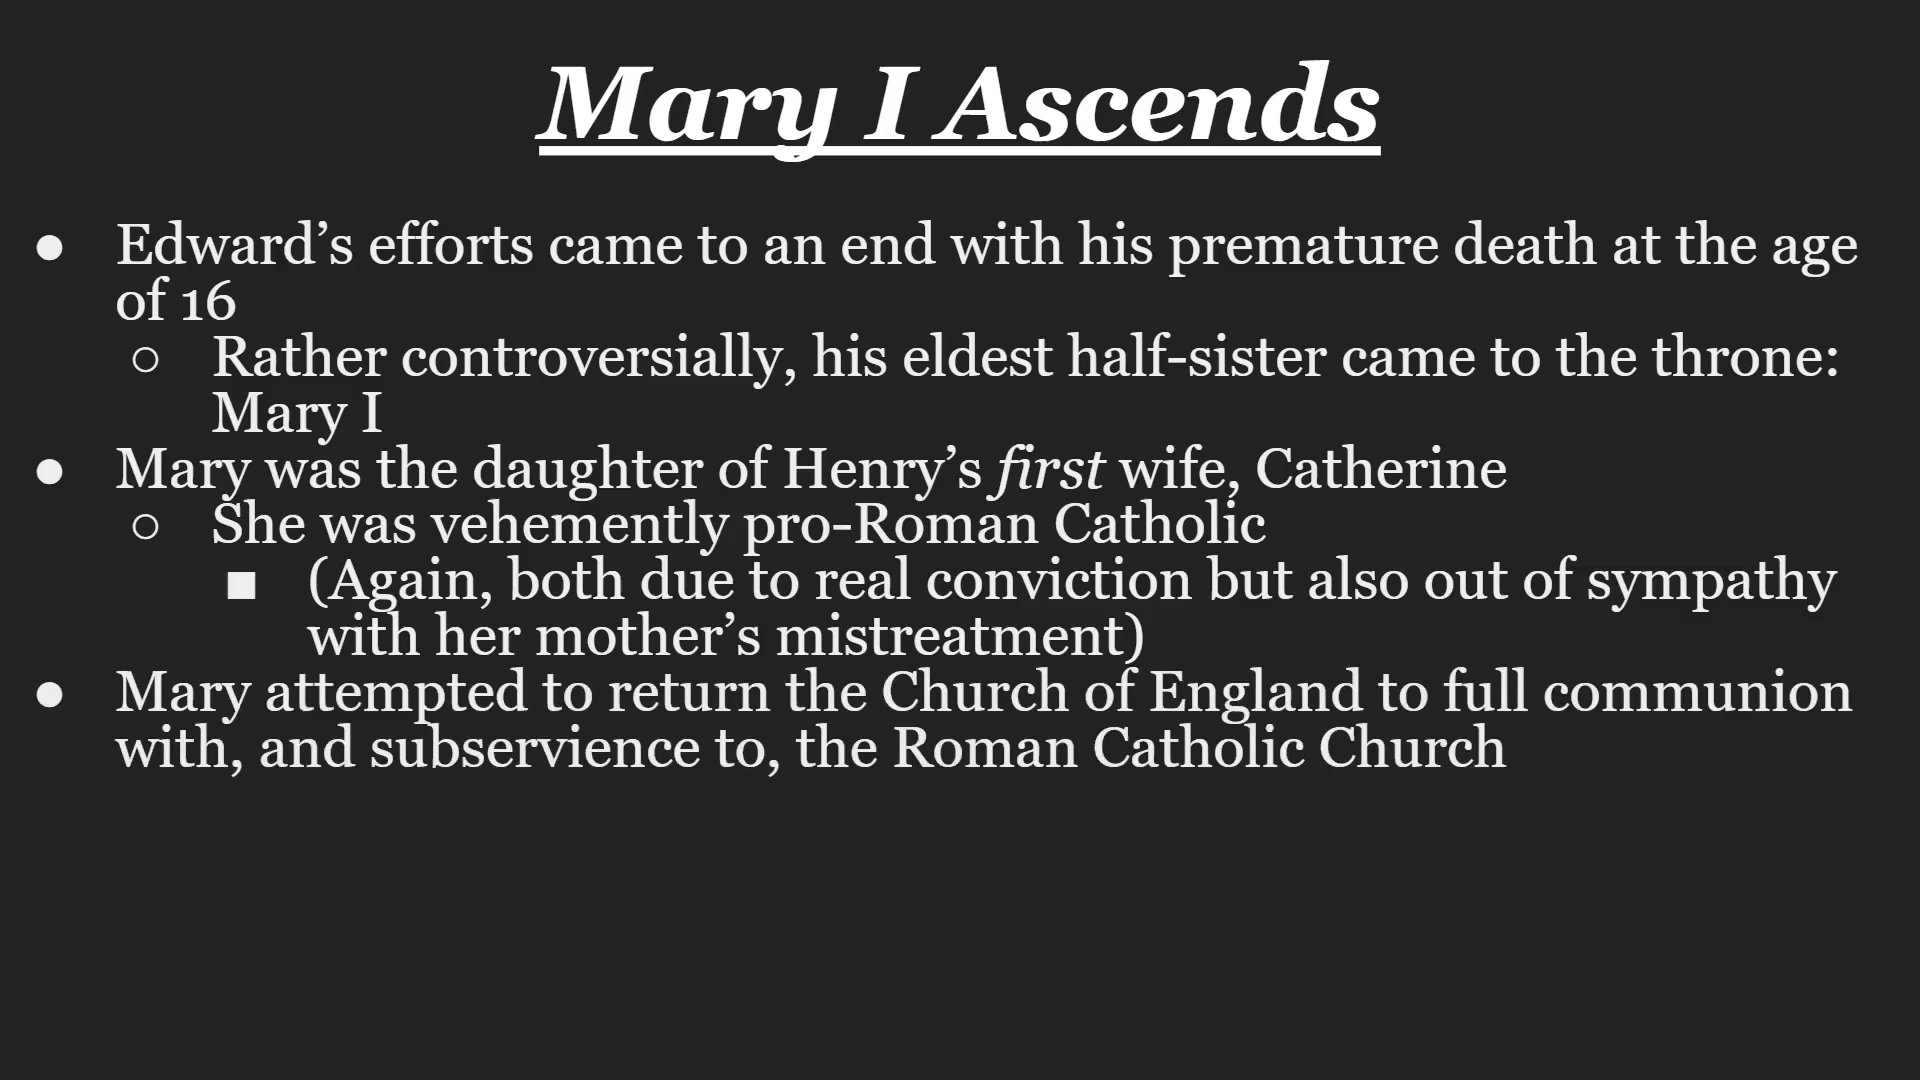 Mary I Ascends
● Edward’s efforts came to an end with his premature death at the age
of 16
○ Rather controversially, his eldest half-sister came to the throne:
Mary I
● Mary was the daughter of Henry’s first wife, Catherine
○ She was vehemently pro-Roman Catholic
■ (Again, both due to real conviction but also out of sympathy
with her mother’s mistreatment)
● Mary attempted to return the Church of England to full communion
with, and subservience to, the Roman Catholic Church